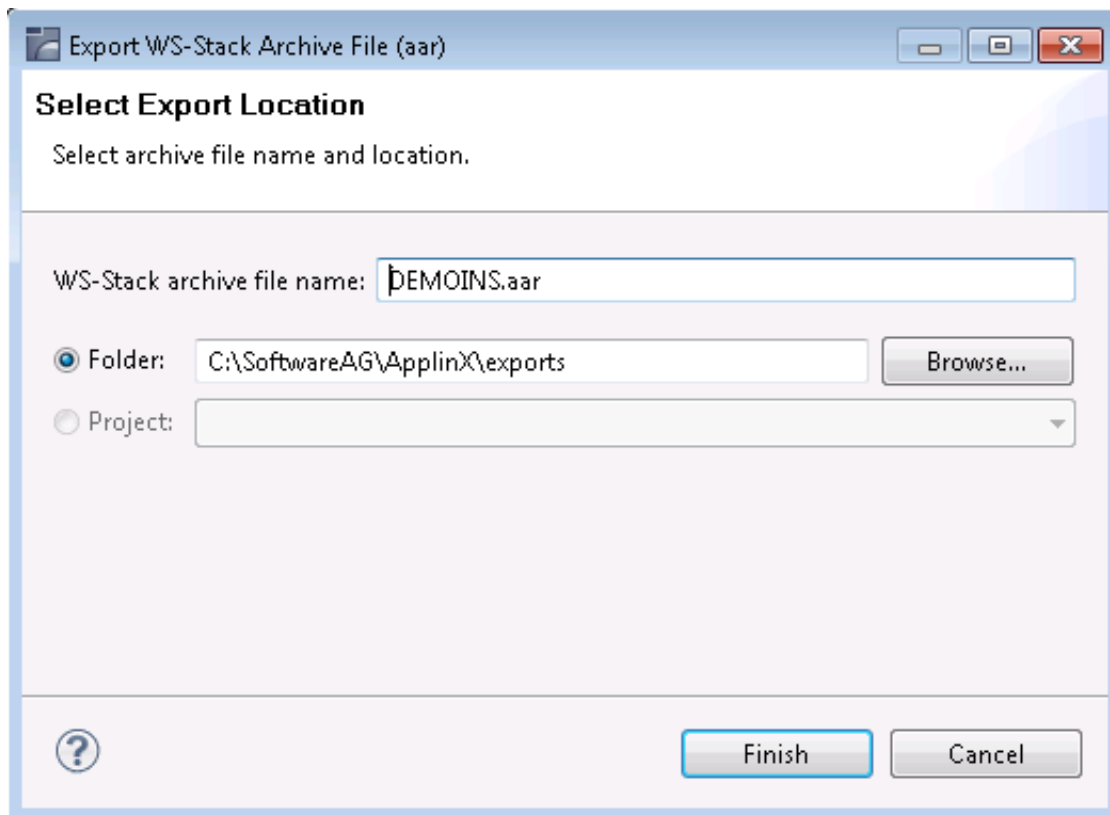 Export WS-Stack Archive File (aar)
Select Export Location
Select archive file name and location.
WS-Stack archive file name: DEMOINS.aar
Folder: C:\SoftwareAG\ApplinX\exports Browse...
Project:
? Finish Cancel